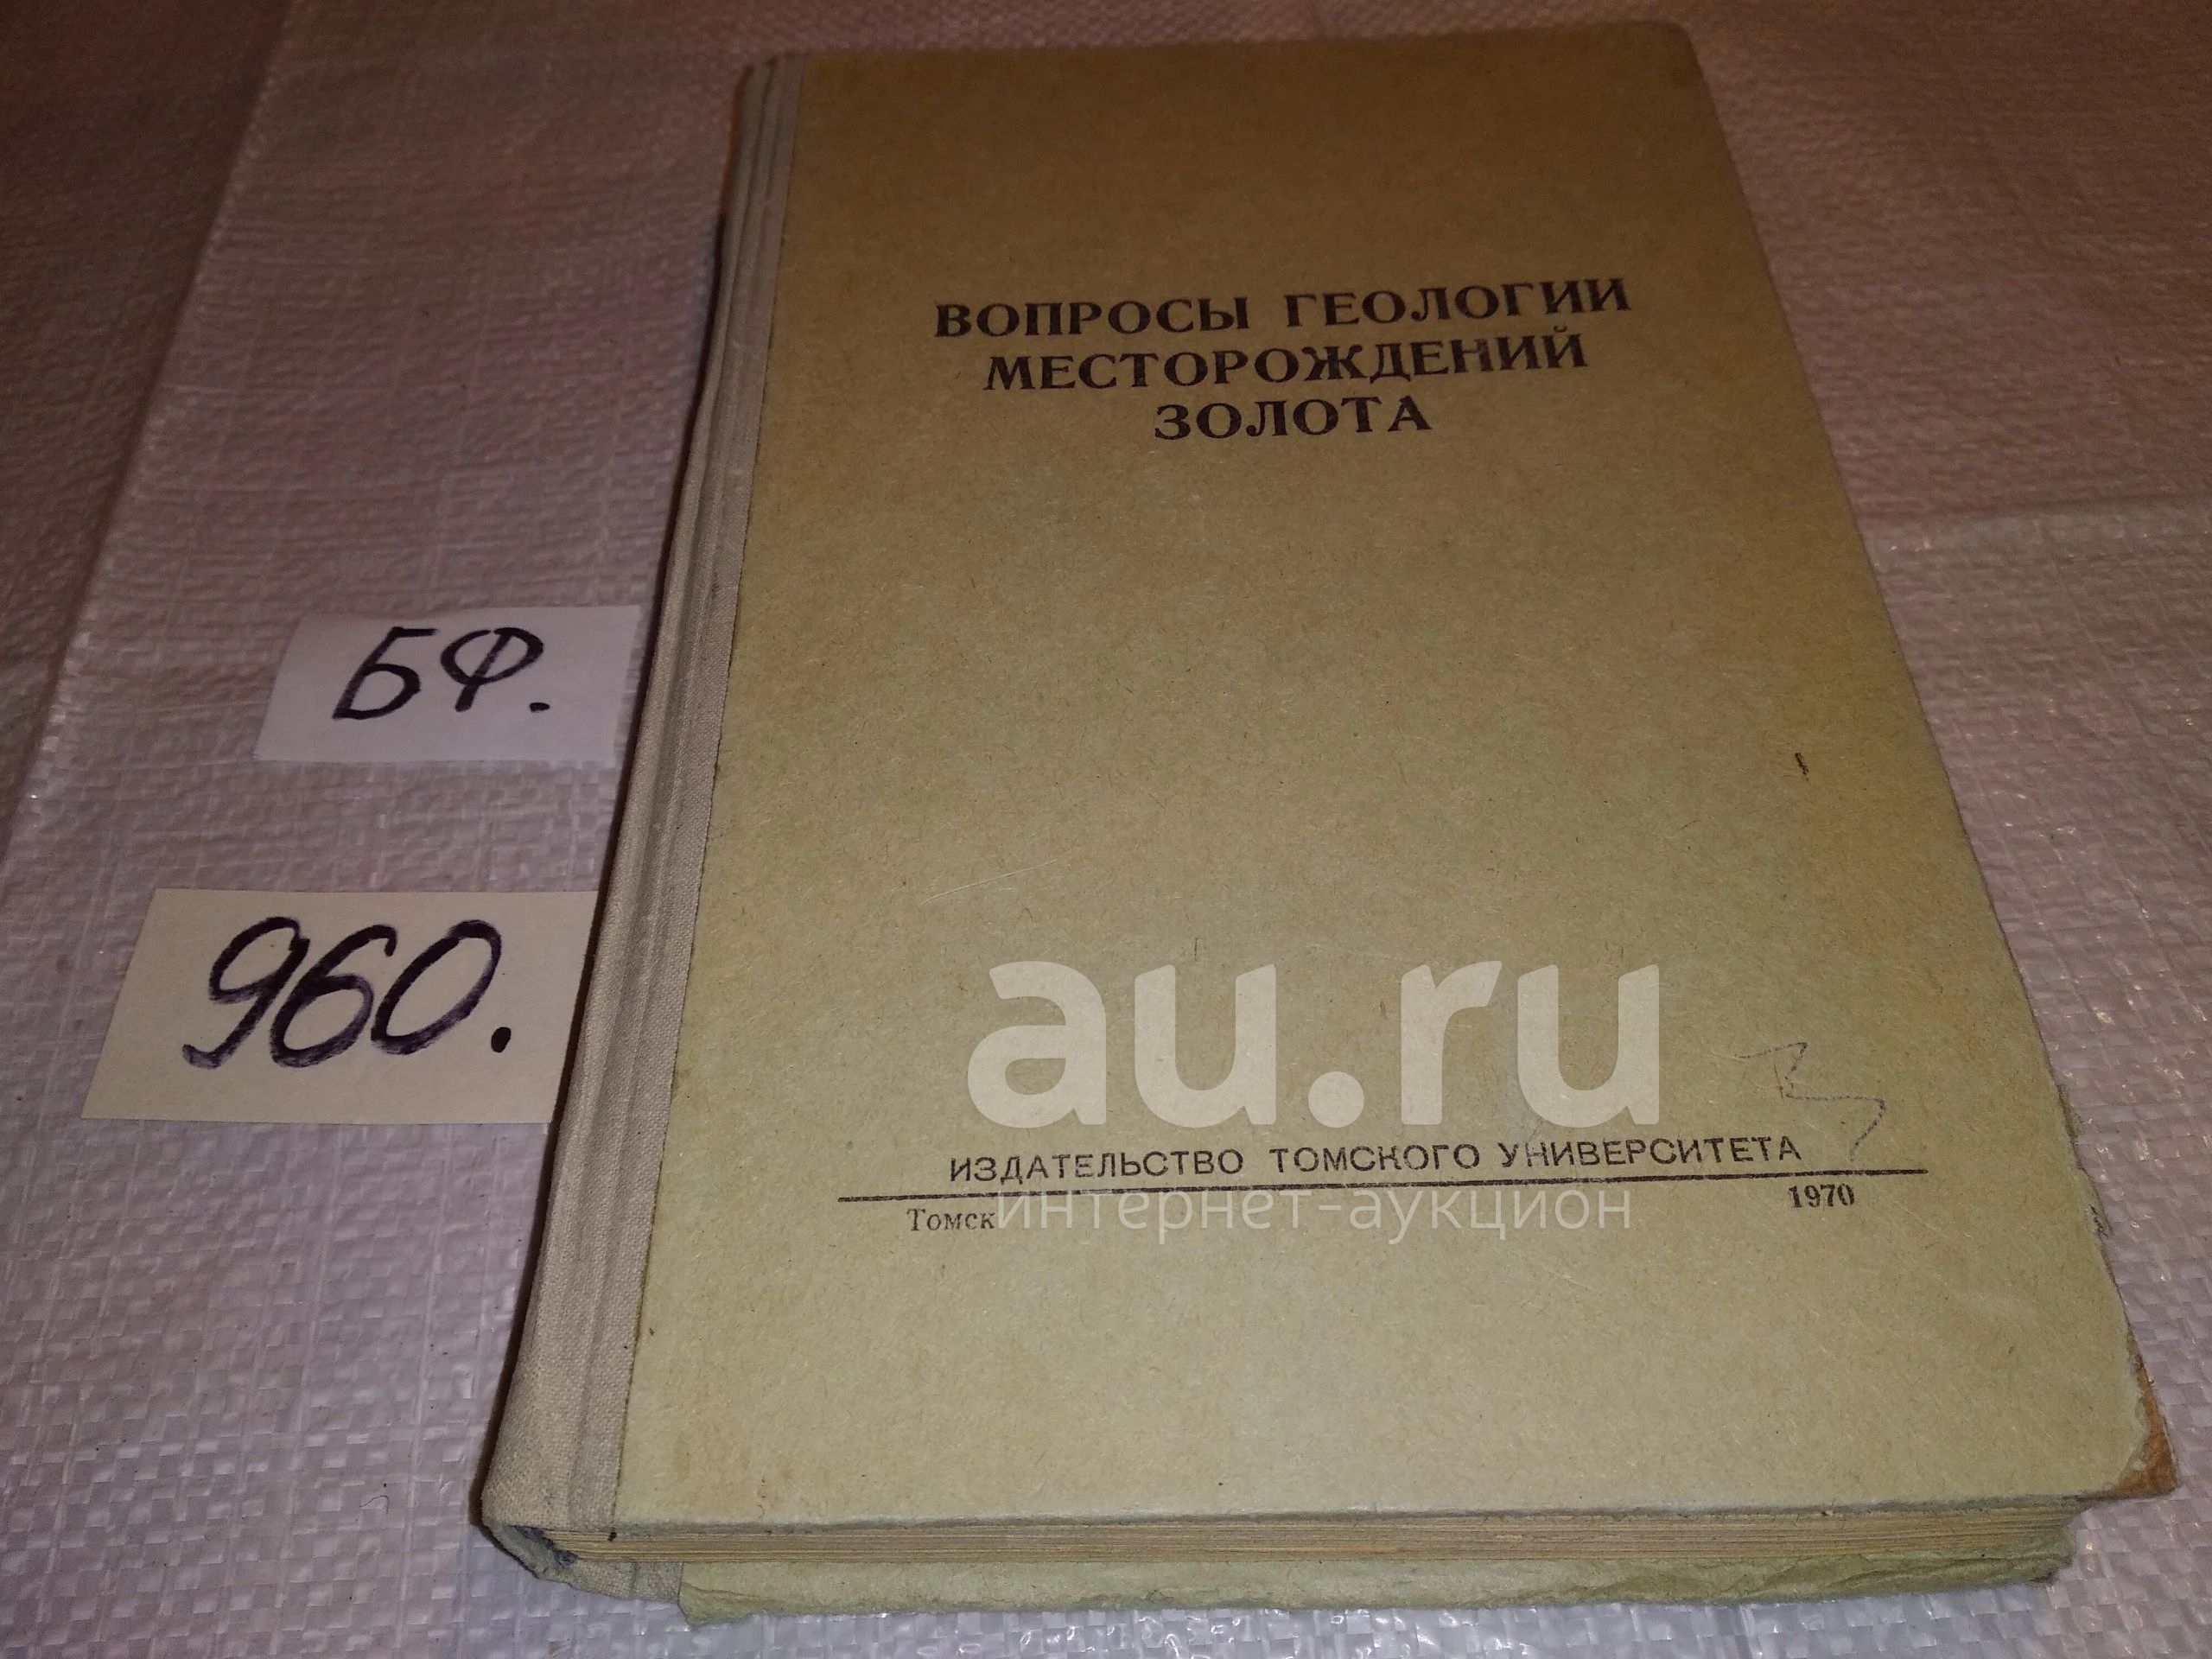 ВОПРОСЫ ГЕОЛОГИИ
МЕСТОРОЖДЕНИЙ
ЗОЛОТА
БФ.
960.
au.ru
ИЗДАТЕЛЬСТВО ТОМСКОГО УНИВЕРСИТЕТА
Томск
1970
интернет-аукцион